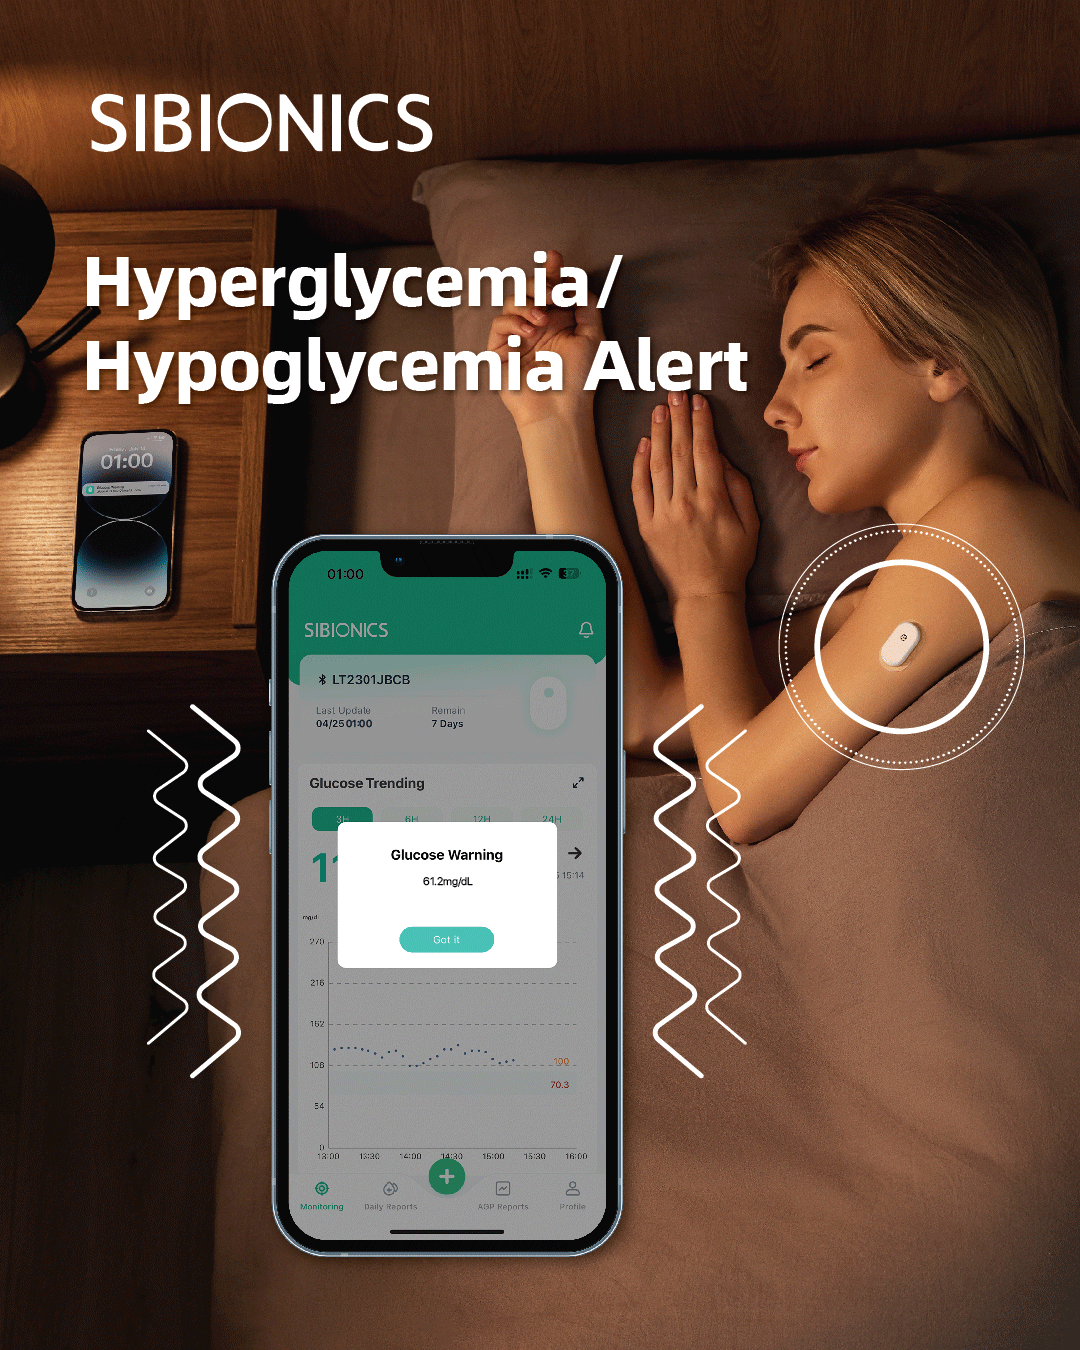 SIBIONICS
Hyperglycemia/
Hypoglycemia Alert
01:00
01:00
SIBIONICS
LT2301JBCB
Last Update
Remain
04/25 01:00
7 Days
Glucose Trending
3H 6H 12H 24H
11
15:14
Glucose Warning
61.2mg/dL
Got it
mg/dl
270
216
162
108
54
0
100
70.3
13:00 13:30 14:00 14:30 15:00 15:30 16:00
Monitoring
Daily Reports
AGP Reports
Profile